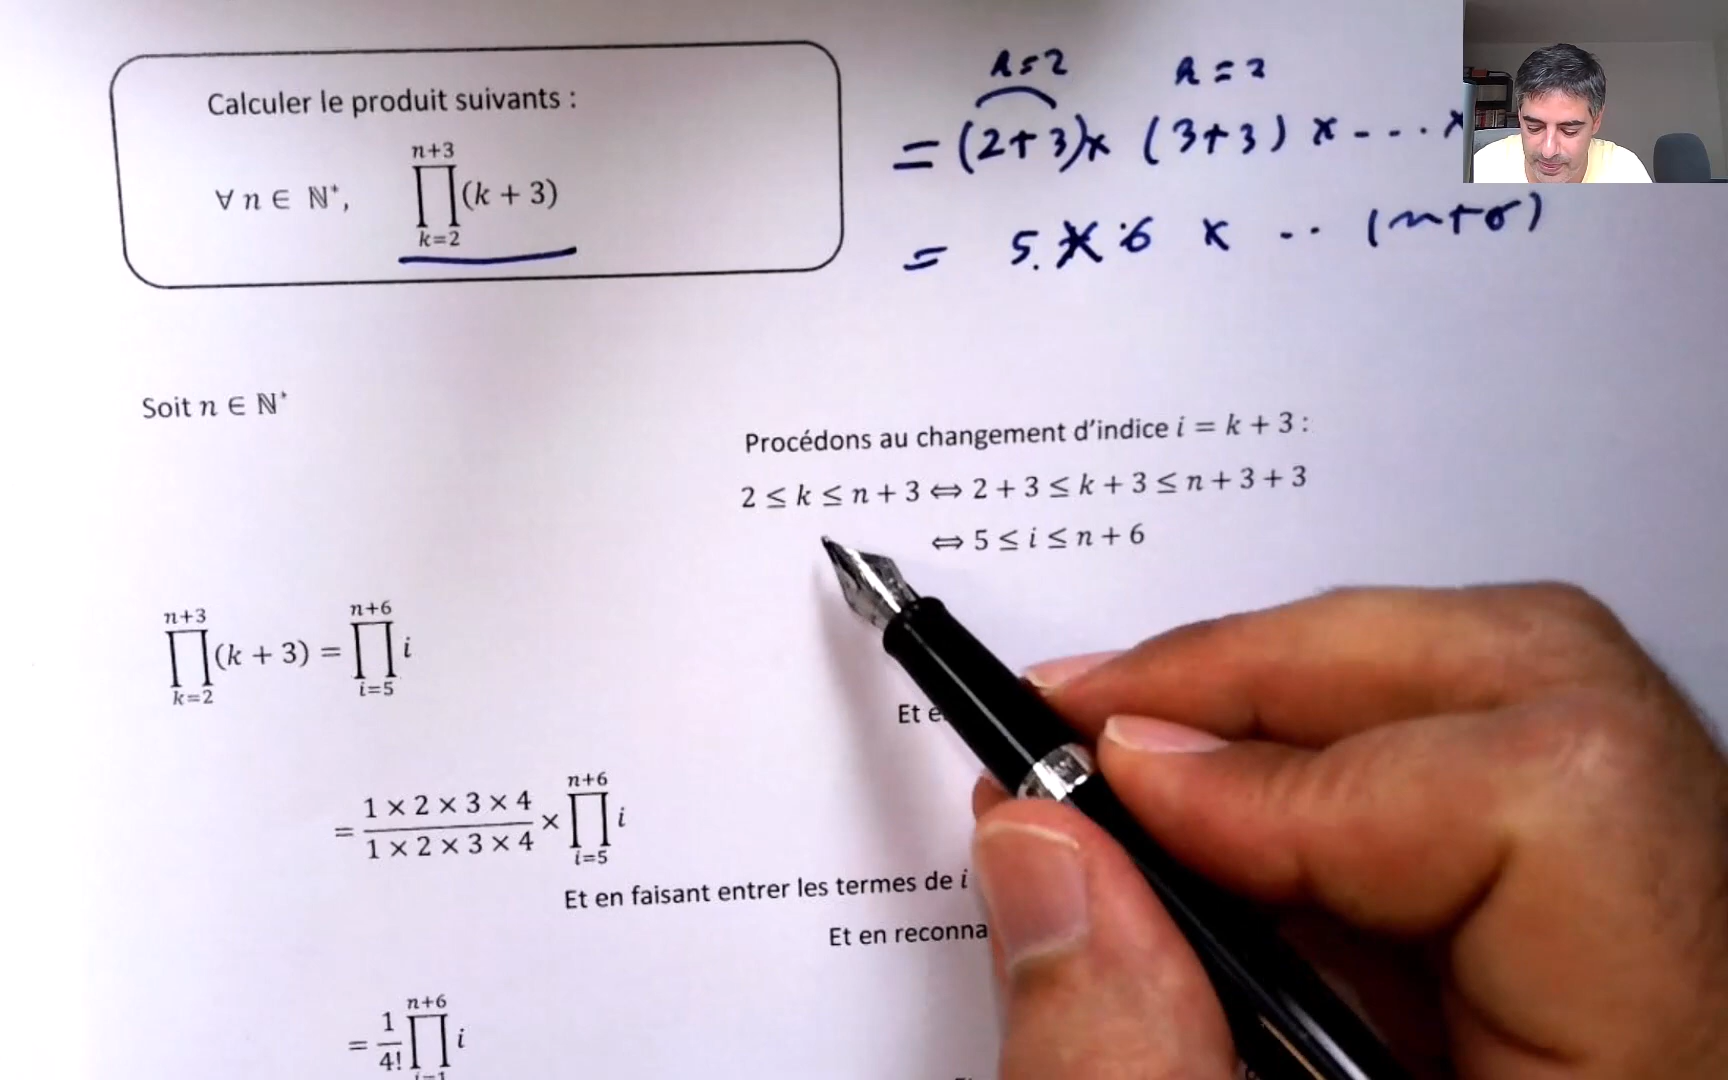 Calculer le produit suivants :
∀ n ∈ ℕ*, ∏_{k=2}^{n+3} (k + 3)
k=2 k=3
= (2+3)× (3+3) × - - . . ×
= 5. × 6 × .. (n+6)
Soit n ∈ ℕ*
Procédons au changement d'indice i = k + 3 :
2 ≤ k ≤ n + 3 ⇔ 2 + 3 ≤ k + 3 ≤ n + 3 + 3
⇔ 5 ≤ i ≤ n + 6
∏_{k=2}^{n+3} (k + 3) = ∏_{i=5}^{n+6} i
Et
= (1 × 2 × 3 × 4)/(1 × 2 × 3 × 4) × ∏_{i=5}^{n+6} i
Et en faisant entrer les termes de i
Et en
= 1/4! ∏_{i=1}^{n+6} i